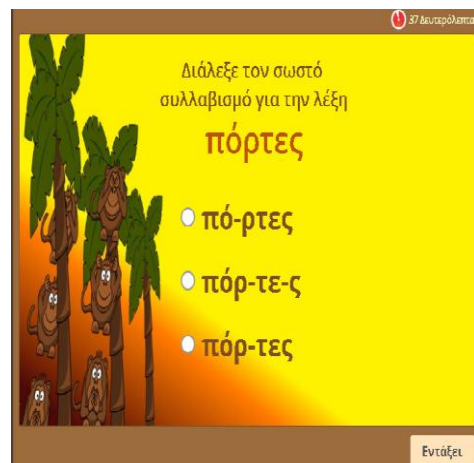 37 Δευτερόλεπτα
Διάλεξε τον σωστό
συλλαβισμό για την λέξη
πόρτες
πό-ρτες
πόρ-τε-ς
πόρ-τες
Εντάξει